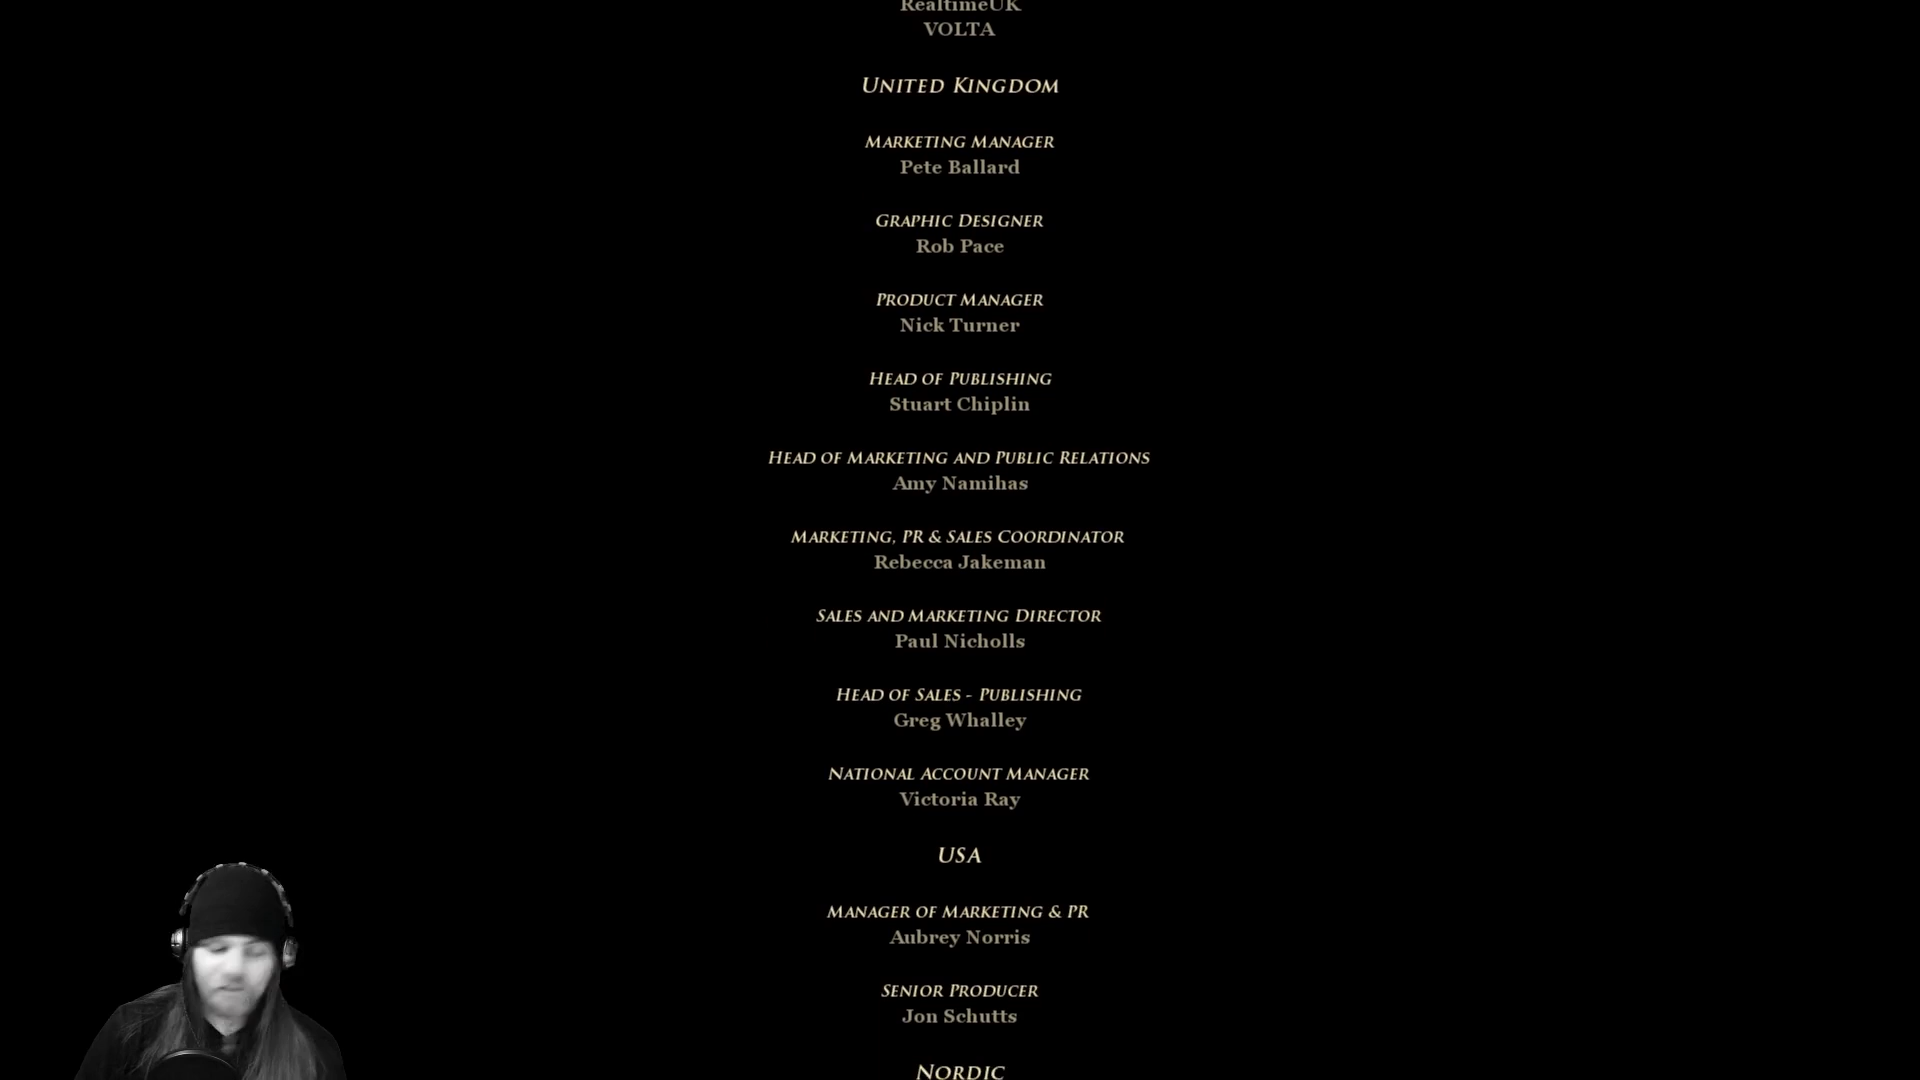 RealtimeUK
VOLTA
United Kingdom
Marketing Manager
Pete Ballard
Graphic Designer
Rob Pace
Product Manager
Nick Turner
Head of Publishing
Stuart Chiplin
Head of Marketing and Public Relations
Amy Namihas
Marketing, PR & Sales Coordinator
Rebecca Jakeman
Sales and Marketing Director
Paul Nicholls
Head of Sales - Publishing
Greg Whalley
National Account Manager
Victoria Ray
USA
Manager of Marketing & PR
Aubrey Norris
Senior Producer
Jon Schutts
Nordic